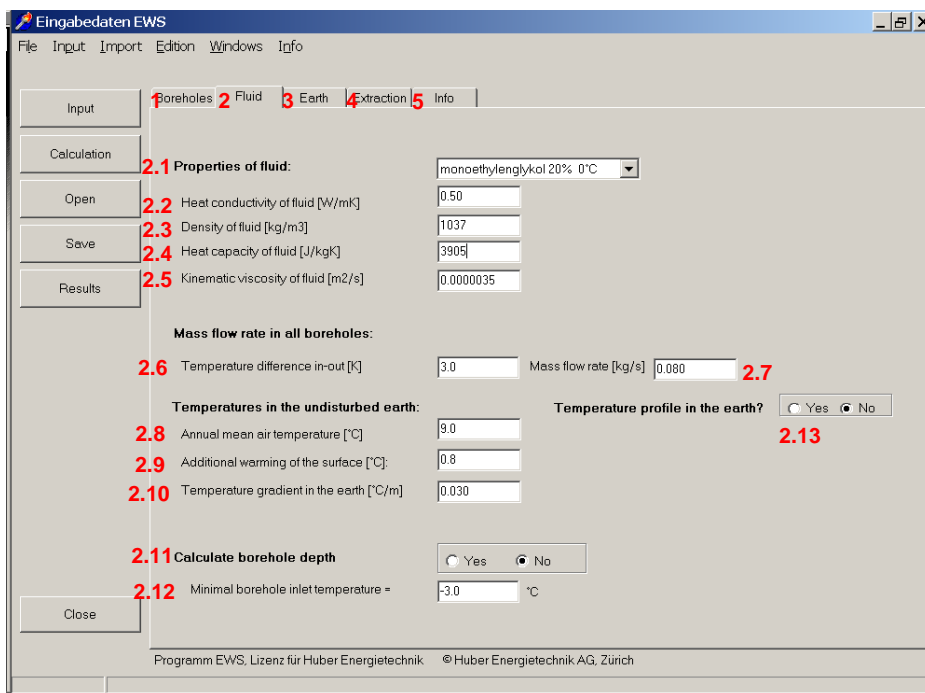 Eingabedaten EWS
File Input Import Edition Windows Info
Input
Calculation
Open
Save
Results
Close
1 Boreholes 2 Fluid 3 Earth 4 Extraction 5 Info
2.1 Properties of fluid: monoethylenglykol 20% 0°C
2.2 Heat conductivity of fluid [W/mK] 0.50
2.3 Density of fluid [kg/m3] 1037
2.4 Heat capacity of fluid [J/kgK] 3905
2.5 Kinematic viscosity of fluid [m2/s] 0.0000035
Mass flow rate in all boreholes:
2.6 Temperature difference in-out [K] 3.0 Mass flow rate [kg/s] 0.080 2.7
Temperatures in the undisturbed earth: Temperature profile in the earth? Yes No
2.13
2.8 Annual mean air temperature [°C] 9.0
2.9 Additional warming of the surface [°C]: 0.8
2.10 Temperature gradient in the earth [°C/m] 0.030
2.11 Calculate borehole depth Yes No
2.12 Minimal borehole inlet temperature = -3.0 °C
Programm EWS, Lizenz für Huber Energietechnik © Huber Energietechnik AG, Zürich